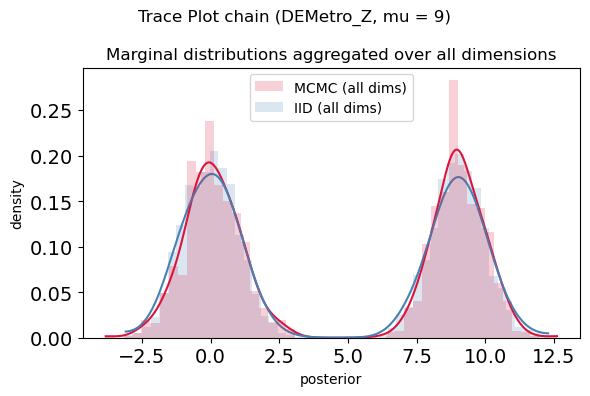 Trace Plot chain (DEMetro_Z, mu = 9)
Marginal distributions aggregated over all dimensions
MCMC (all dims)
IID (all dims)
density
0.25
0.20
0.15
0.10
0.05
0.00
−2.5 0.0 2.5 5.0 7.5 10.0 12.5
posterior